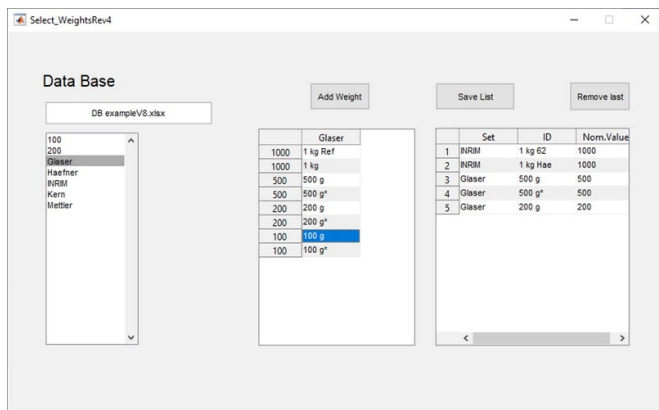 Select_WeightsRev4
Data Base
DB exampleV8.xlsx
100
200
Glaser
Haefner
INRIM
Kern
Mettler
Add Weight
Glaser
1000 1 kg Ref
1000 1 kg
500 500 g
500 500 g*
200 200 g
200 200 g*
100 100 g
100 100 g*
Save List
Remove last
Set ID Nom.Value
1 INRIM 1 kg 62 1000
2 INRIM 1 kg Hae 1000
3 Glaser 500 g 500
4 Glaser 500 g* 500
5 Glaser 200 g 200